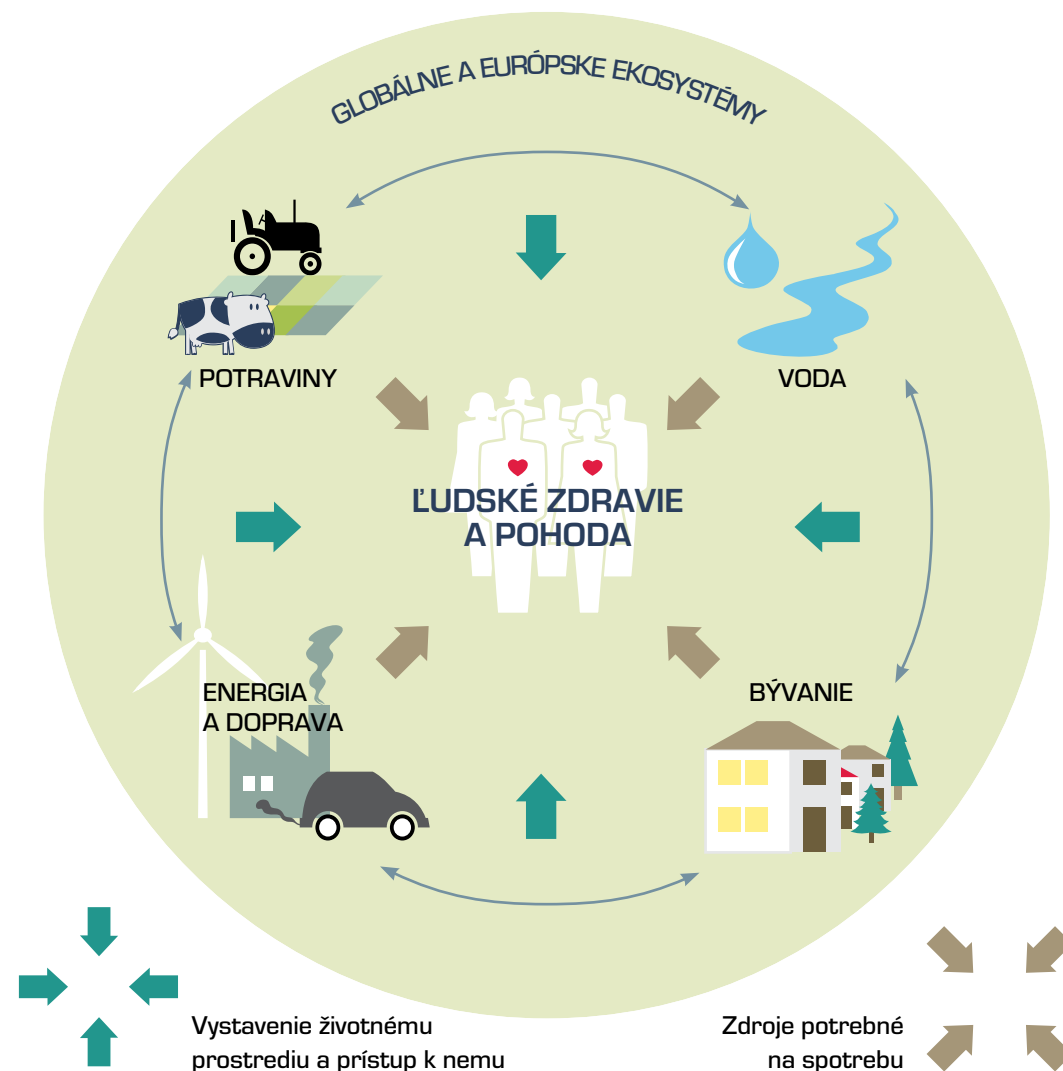 GLOBÁLNE A EURÓPSKE EKOSYSTÉMY
POTRAVINY
VODA
ĽUDSKÉ ZDRAVIE
A POHODA
ENERGIA
A DOPRAVA
BÝVANIE
Vystavenie životnému
prostrediu a prístup k nemu
Zdroje potrebné
na spotrebu